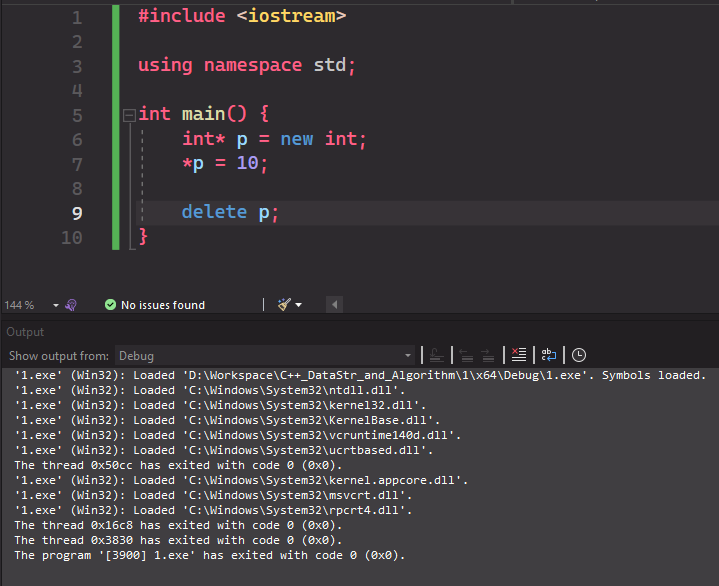 1 #include <iostream>
2
3 using namespace std;
4
5 int main() {
6 int* p = new int;
7 *p = 10;
8
9 delete p;
10 }
144 % No issues found
Output
Show output from: Debug
'1.exe' (Win32): Loaded 'D:\Workspace\C++_DataStr_and_Algorithm\1\x64\Debug\1.exe'. Symbols loaded.
'1.exe' (Win32): Loaded 'C:\Windows\System32\ntdll.dll'.
'1.exe' (Win32): Loaded 'C:\Windows\System32\kernel32.dll'.
'1.exe' (Win32): Loaded 'C:\Windows\System32\KernelBase.dll'.
'1.exe' (Win32): Loaded 'C:\Windows\System32\vcruntime140d.dll'.
'1.exe' (Win32): Loaded 'C:\Windows\System32\ucrtbased.dll'.
The thread 0x50cc has exited with code 0 (0x0).
'1.exe' (Win32): Loaded 'C:\Windows\System32\kernel.appcore.dll'.
'1.exe' (Win32): Loaded 'C:\Windows\System32\msvcrt.dll'.
'1.exe' (Win32): Loaded 'C:\Windows\System32\rpcrt4.dll'.
The thread 0x16c8 has exited with code 0 (0x0).
The thread 0x3830 has exited with code 0 (0x0).
The program '[3900] 1.exe' has exited with code 0 (0x0).